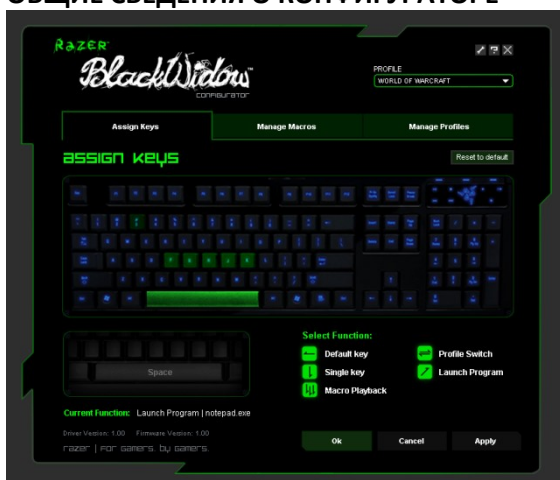 ОБЩИЕ СВЕДЕНИЯ О КОНФИГУРАТОРЕ
RAZER
BlackWidow
CONFIGURATOR
PROFILE
WORLD OF WARCRAFT
Assign Keys
Manage Macros
Manage Profiles
ASSIGN KEYS
Reset to default
Space
Select Function:
Default key
Profile Switch
Single key
Launch Program
Macro Playback
Current Function: Launch Program | notepad.exe
Driver Version: 1.00 Firmware Version: 1.00
Ok
Cancel
Apply
razer | FOR GAMERS. BY GAMERS.